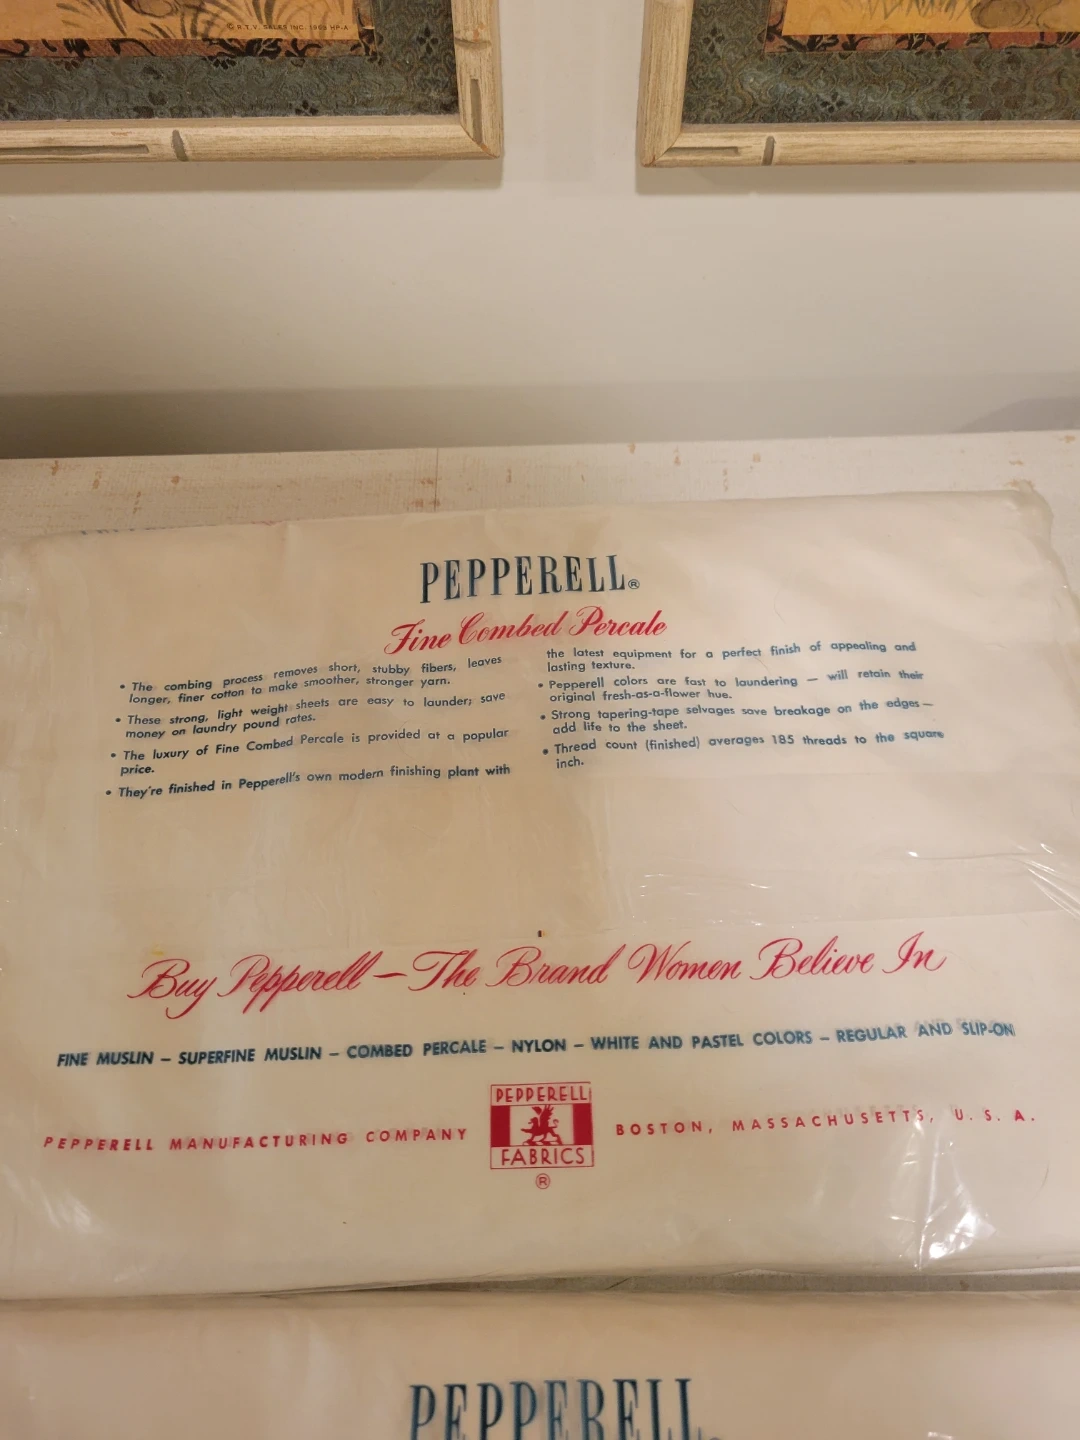 © R.T.V. SALES INC. 1963 HP-A
PEPPERELL®
Fine Combed Percale
• The combing process removes short, stubby fibers, leaves
longer, finer cotton to make smoother, stronger yarn.
• These strong, light weight sheets are easy to launder; save
money on laundry pound rates.
• The luxury of Fine Combed Percale is provided at a popular
price.
• They're finished in Pepperell's own modern finishing plant with
the latest equipment for a perfect finish of appealing and
lasting texture.
• Pepperell colors are fast to laundering — will retain their
original fresh-as-a-flower hue.
• Strong tapering-tape selvages save breakage on the edges —
add life to the sheet.
• Thread count (finished) averages 185 threads to the square
inch.
Buy Pepperell — The Brand Women Believe In
FINE MUSLIN – SUPERFINE MUSLIN – COMBED PERCALE – NYLON – WHITE AND PASTEL COLORS – REGULAR AND SLIP-ON
PEPPERELL MANUFACTURING COMPANY
PEPPERELL
FABRICS
®
BOSTON, MASSACHUSETTS, U. S. A.
PEPPERELL